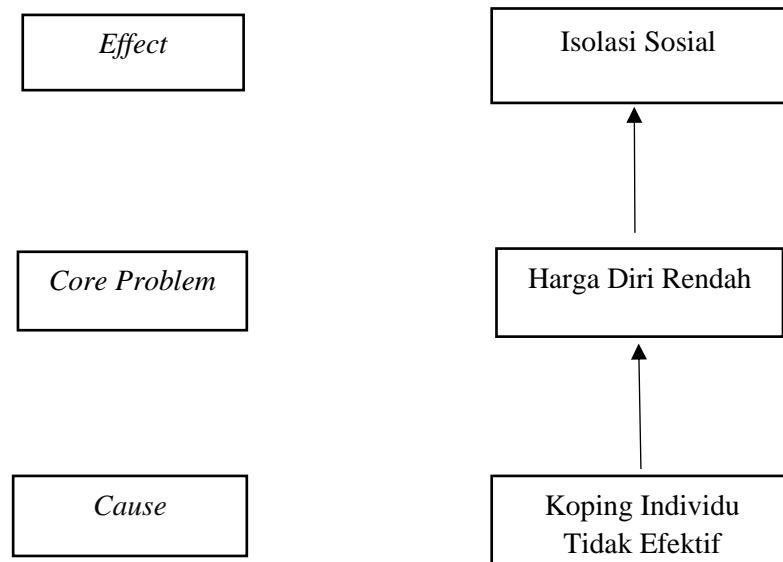 Effect
Isolasi Sosial
Core Problem
Harga Diri Rendah
Cause
Koping Individu
Tidak Efektif